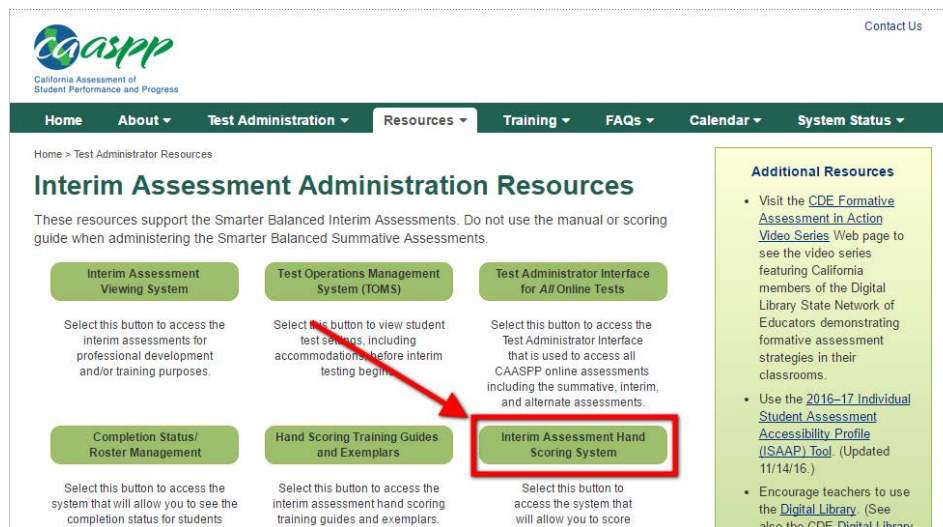 Contact Us
caaspp
California Assessment of
Student Performance and Progress
Home About Test Administration Resources Training FAQs Calendar System Status
Home > Test Administrator Resources
Interim Assessment Administration Resources
These resources support the Smarter Balanced Interim Assessments. Do not use the manual or scoring
guide when administering the Smarter Balanced Summative Assessments.
Interim Assessment
Viewing System
Select this button to access the
interim assessments for
professional development
and/or training purposes.
Test Operations Management
System (TOMS)
Select this button to view student
test settings, including
accommodations, before interim
testing begins.
Test Administrator Interface
for All Online Tests
Select this button to access the
Test Administrator Interface
that is used to access all
CAASPP online assessments
including the summative, interim,
and alternate assessments.
Completion Status/
Roster Management
Select this button to access the
system that will allow you to see the
completion status for students
Hand Scoring Training Guides
and Exemplars
Select this button to access the
interim assessment hand scoring
training guides and exemplars.
Interim Assessment Hand
Scoring System
Select this button to
access the system that
will allow you to score
Additional Resources
• Visit the CDE Formative
Assessment in Action
Video Series Web page to
see the video series
featuring California
members of the Digital
Library State Network of
Educators demonstrating
formative assessment
strategies in their
classrooms.
• Use the 2016–17 Individual
Student Assessment
Accessibility Profile
(ISAAP) Tool. (Updated
11/14/16.)
• Encourage teachers to use
the Digital Library. (See
also the CDE Digital Library